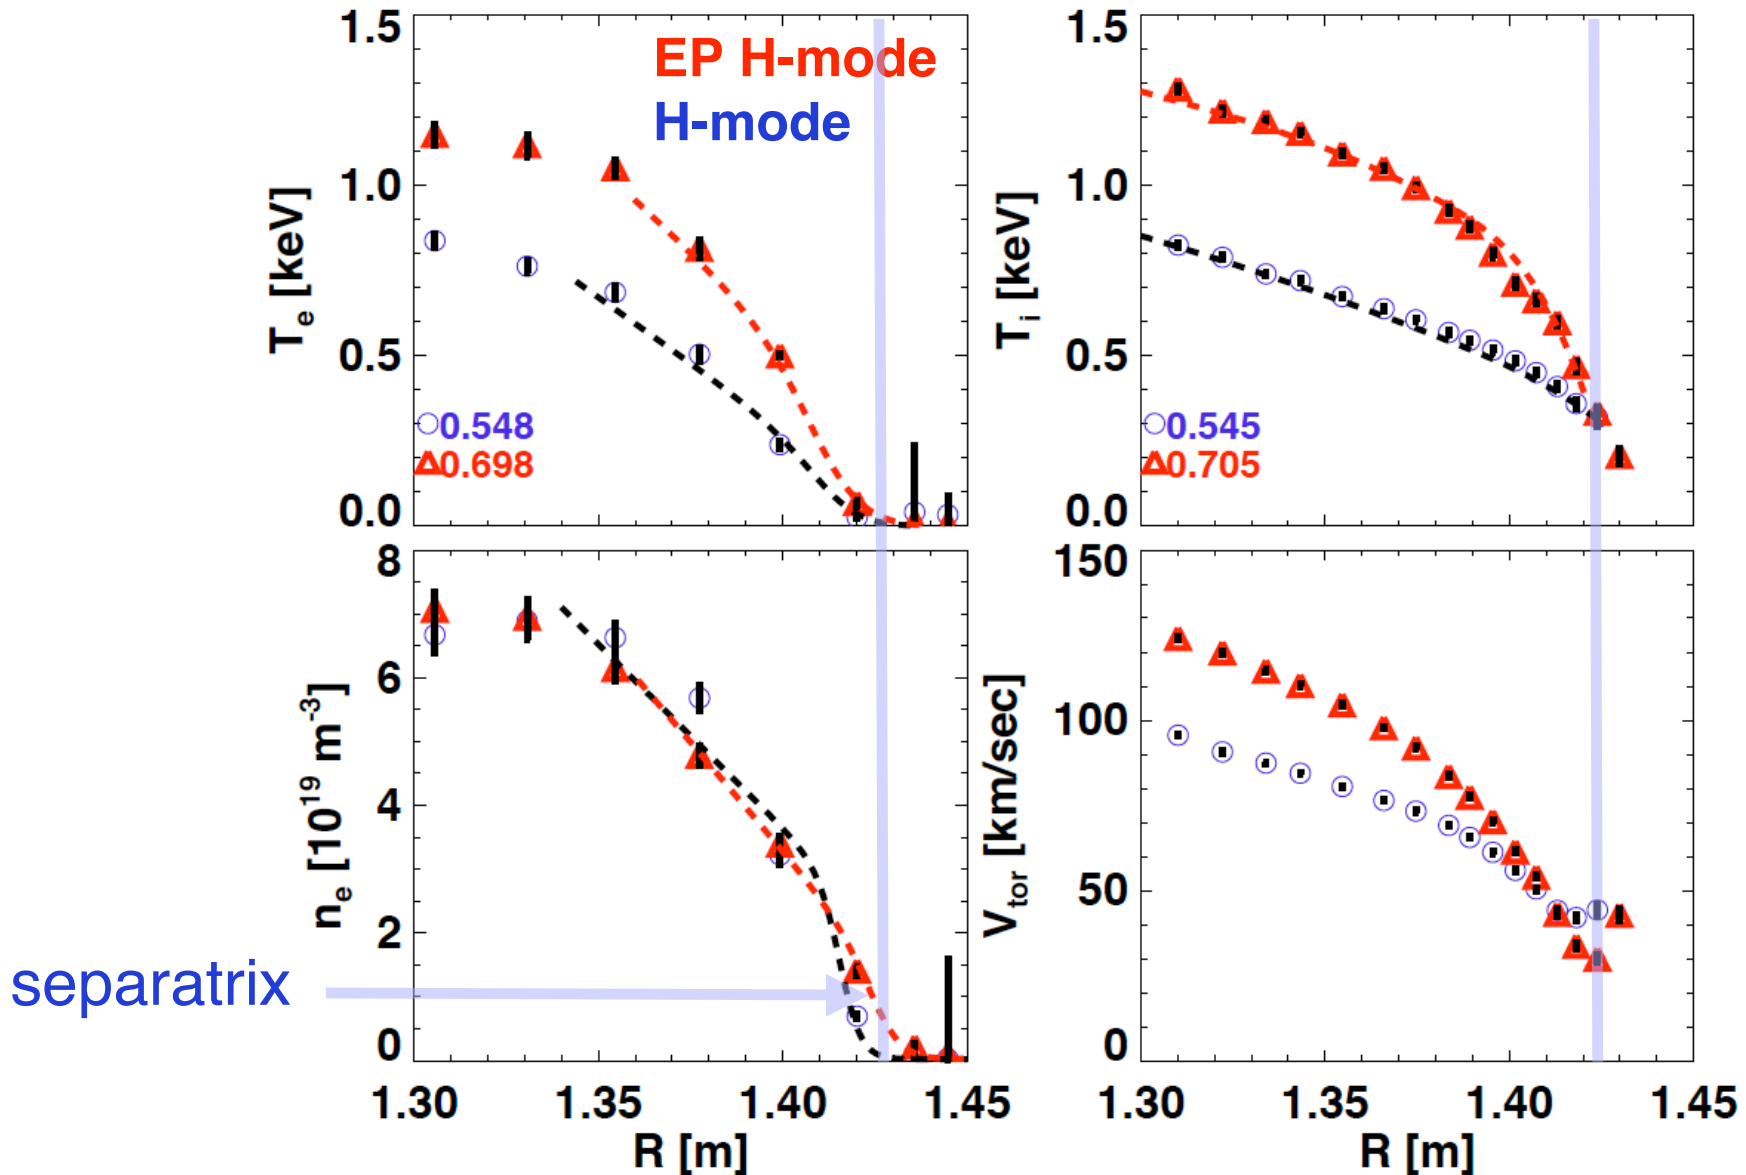 EP H-mode
H-mode
1.5
1.0
0.5
0.0
T_e [keV]
○0.548
△0.698
1.5
1.0
0.5
0.0
T_i [keV]
○0.545
△0.705
8
6
4
2
0
n_e [10^19 m^-3]
separatrix
1.30 1.35 1.40 1.45
R [m]
150
100
50
0
V_tor [km/sec]
1.30 1.35 1.40 1.45
R [m]